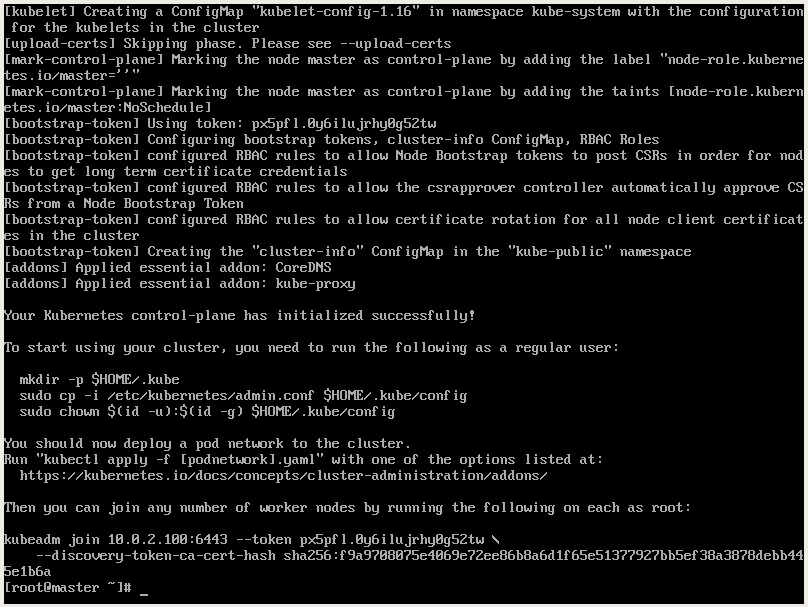 [kubelet] Creating a ConfigMap "kubelet-config-1.16" in namespace kube-system with the configuration
 for the kubelets in the cluster
[upload-certs] Skipping phase. Please see --upload-certs
[mark-control-plane] Marking the node master as control-plane by adding the label "node-role.kuberne
tes.io/master=''"
[mark-control-plane] Marking the node master as control-plane by adding the taints [node-role.kubern
etes.io/master:NoSchedule]
[bootstrap-token] Using token: px5pfl.0y6ilujrhy0g52tw
[bootstrap-token] Configuring bootstrap tokens, cluster-info ConfigMap, RBAC Roles
[bootstrap-token] configured RBAC rules to allow Node Bootstrap tokens to post CSRs in order for nod
es to get long term certificate credentials
[bootstrap-token] configured RBAC rules to allow the csrapprover controller automatically approve CS
Rs from a Node Bootstrap Token
[bootstrap-token] configured RBAC rules to allow certificate rotation for all node client certificat
es in the cluster
[bootstrap-token] Creating the "cluster-info" ConfigMap in the "kube-public" namespace
[addons] Applied essential addon: CoreDNS
[addons] Applied essential addon: kube-proxy

Your Kubernetes control-plane has initialized successfully!

To start using your cluster, you need to run the following as a regular user:

  mkdir -p $HOME/.kube
  sudo cp -i /etc/kubernetes/admin.conf $HOME/.kube/config
  sudo chown $(id -u):$(id -g) $HOME/.kube/config

You should now deploy a pod network to the cluster.
Run "kubectl apply -f [podnetwork].yaml" with one of the options listed at:
  https://kubernetes.io/docs/concepts/cluster-administration/addons/

Then you can join any number of worker nodes by running the following on each as root:

kubeadm join 10.0.2.100:6443 --token px5pfl.0y6ilujrhy0g52tw \
    --discovery-token-ca-cert-hash sha256:f9a9708075e4069e72ee86b8a6d1f65e51377927bb5ef38a3878debb44
5e1b6a
[root@master ~]# _